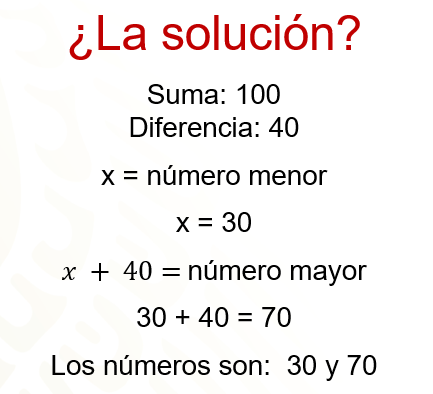 ¿La solución?
Suma: 100
Diferencia: 40
x = número menor
x = 30
x + 40 = número mayor
30 + 40 = 70
Los números son: 30 y 70